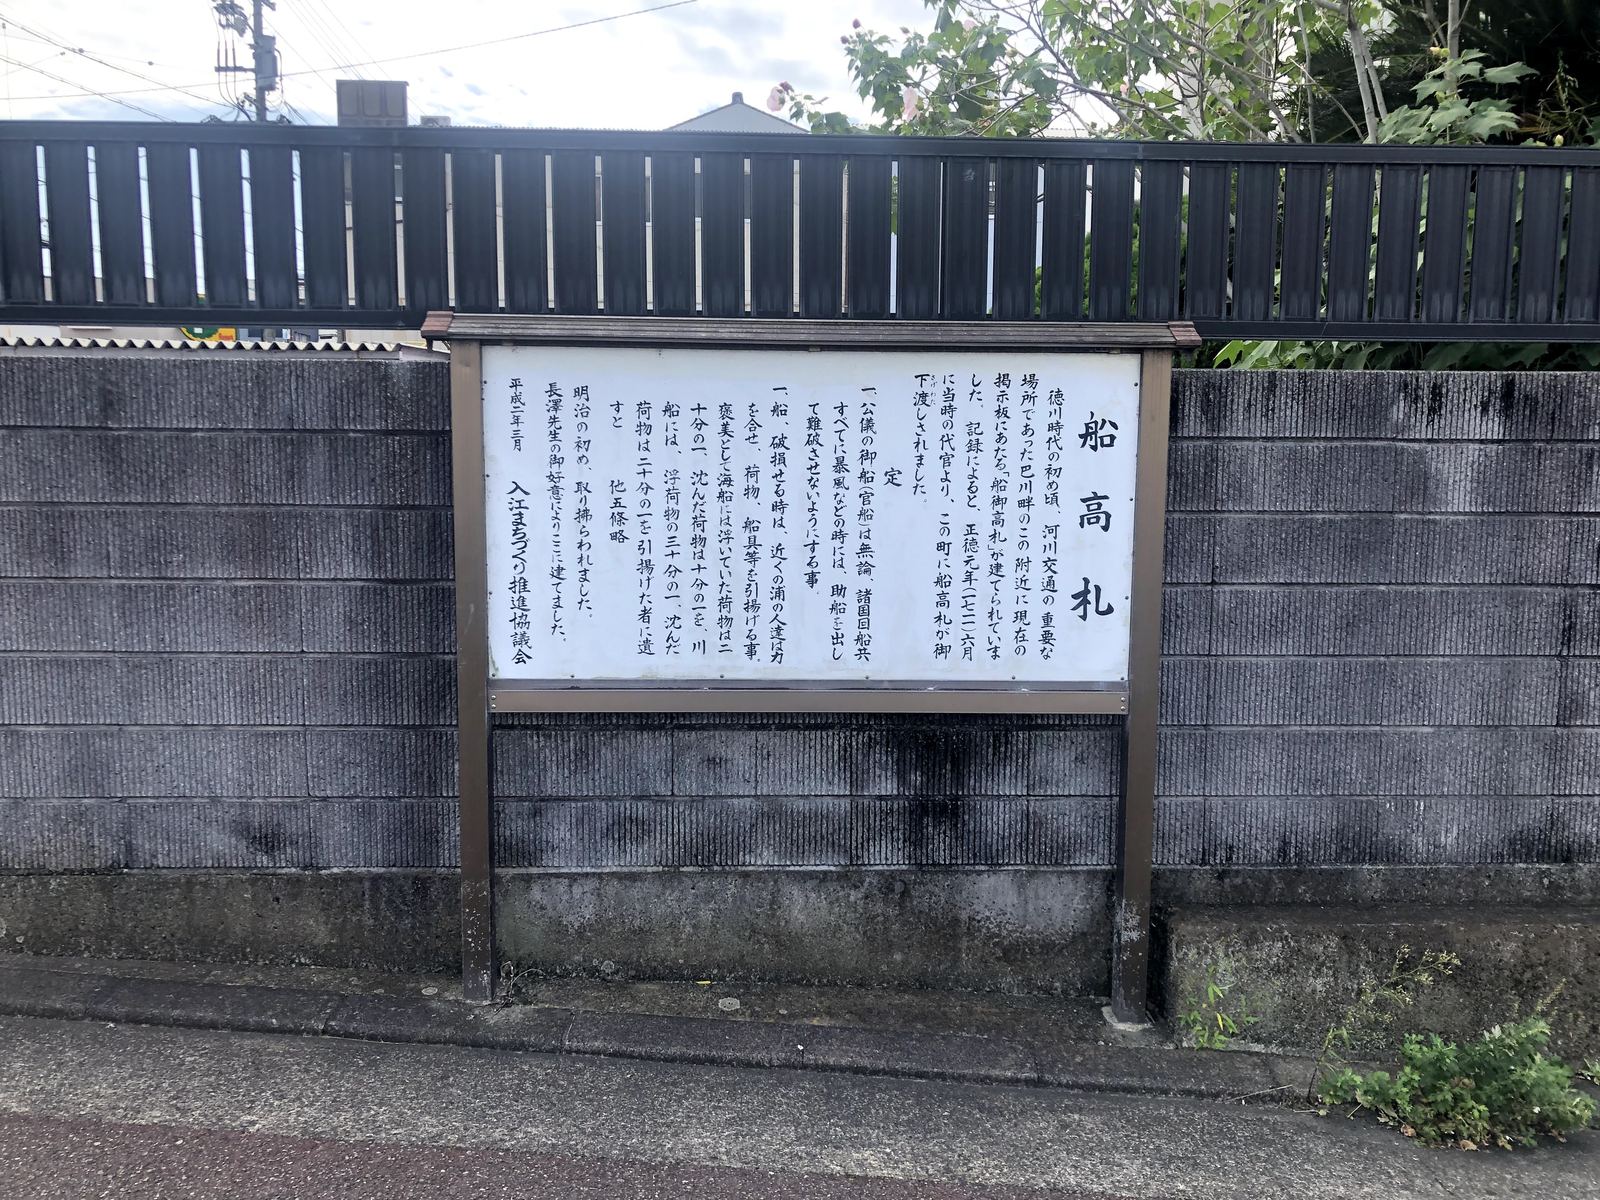 船高札
徳川時代の初め頃、河川交通の重要な
場所であった巴川畔のこの附近に現在の
掲示板にあたる「船御高札」が建てられていま
した。記録によると、正徳元年(一七一一)六月
に当時の代官より、この町に船高札が御
下渡しされました。
さげわた
定
一、公儀の御船(官船)は無論、諸国回船共
すべてに暴風などの時には、助船を出し
て難破させないようにする事。
一、船、破損せる時は、近くの浦の人達は力
を合せ、荷物、船具等を引揚げる事。
褒美として海船には浮いていた荷物は二
十分の一、沈んだ荷物は十分の一を、川
船には、浮荷物の三十分の一、沈んだ
荷物は二十分の一を引揚げた者に遺
すと 他五條略
明治の初め、取り拂らわれました。
長澤先生の御好意によりここに建てました。
平成二年三月 入江まちづくり推進協議会